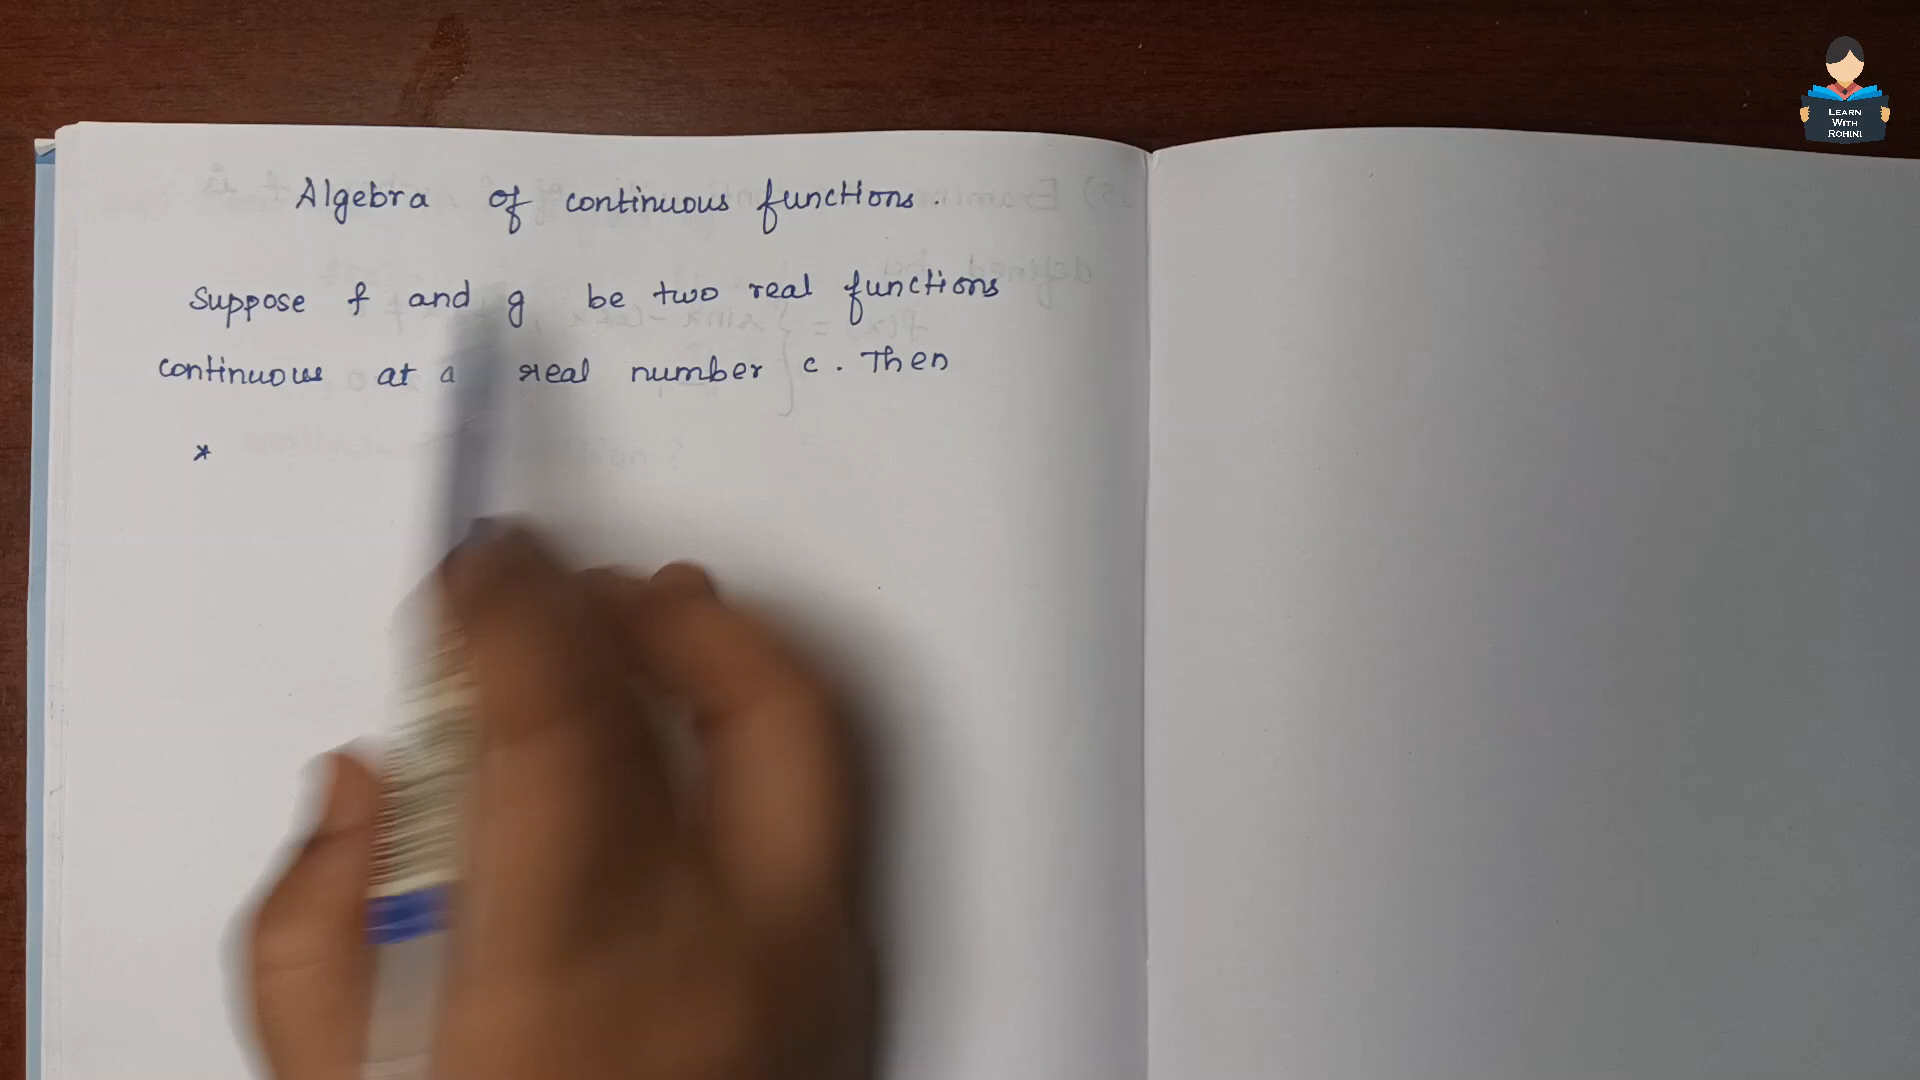 Algebra of continuous functions.
Suppose f and g be two real functions
continuous at a real number c. Then
*
LEARN
WITH
ROHINI